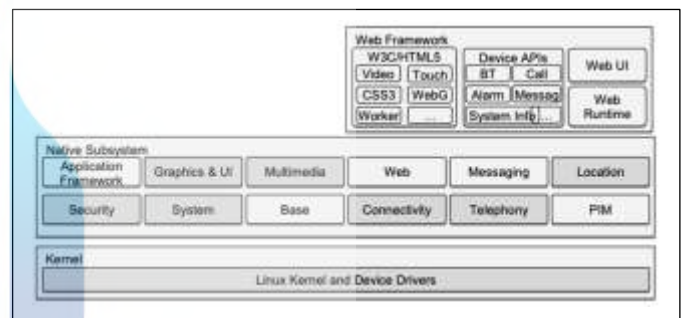 Web Framework
W3C/HTML5
Video Touch
CSS3 WebG
Worker ...
Device APIs
BT Call
Alarm Messag
System Info ...
Web UI
Web
Runtime
Native Subsystem
Application
Framework
Graphics & UI
Multimedia
Web
Messaging
Location
Security
System
Base
Connectivity
Telephony
PIM
Kernel
Linux Kernel and Device Drivers